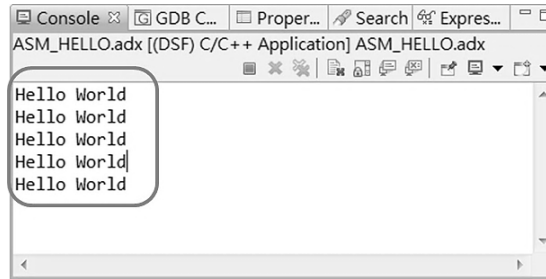 Console GDB C... Proper... Search Expres...
ASM_HELLO.adx [(DSF) C/C++ Application] ASM_HELLO.adx
Hello World
Hello World
Hello World
Hello World
Hello World